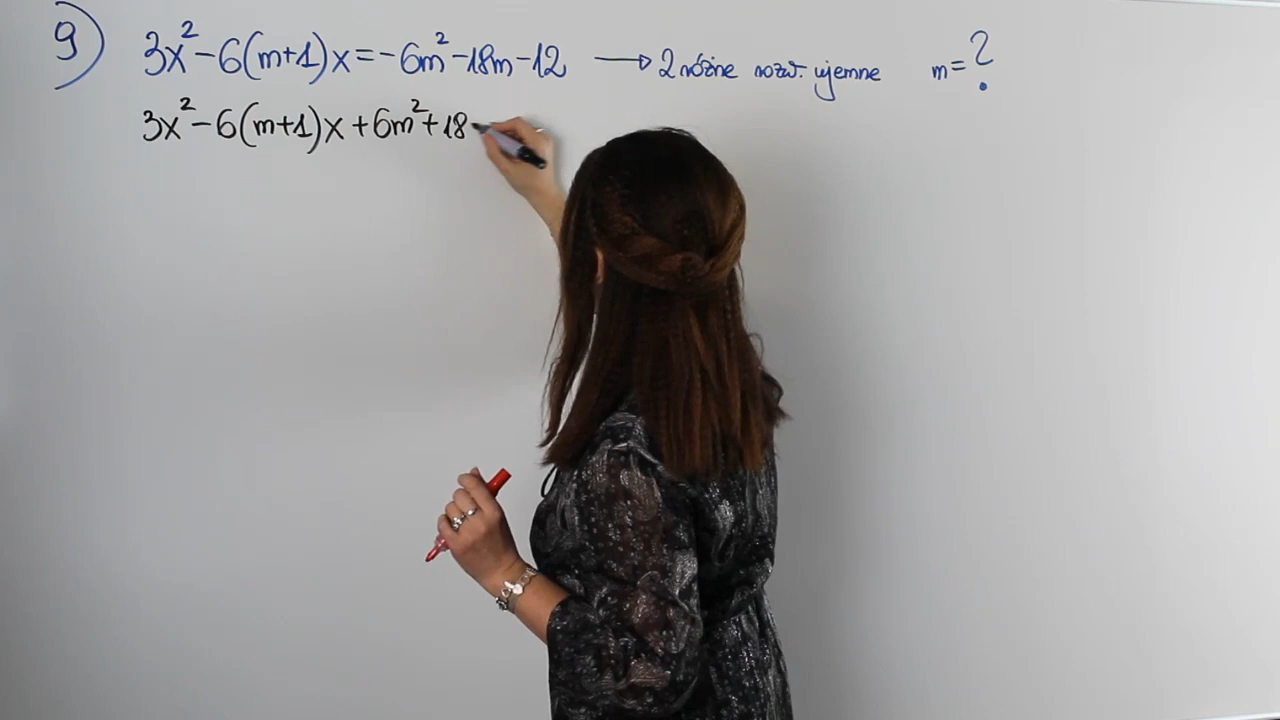 9) 3x²-6(m+1)x=-6m²-18m-12 → 2 różne rozw. ujemne m=?
3x²-6(m+1)x+6m²+18